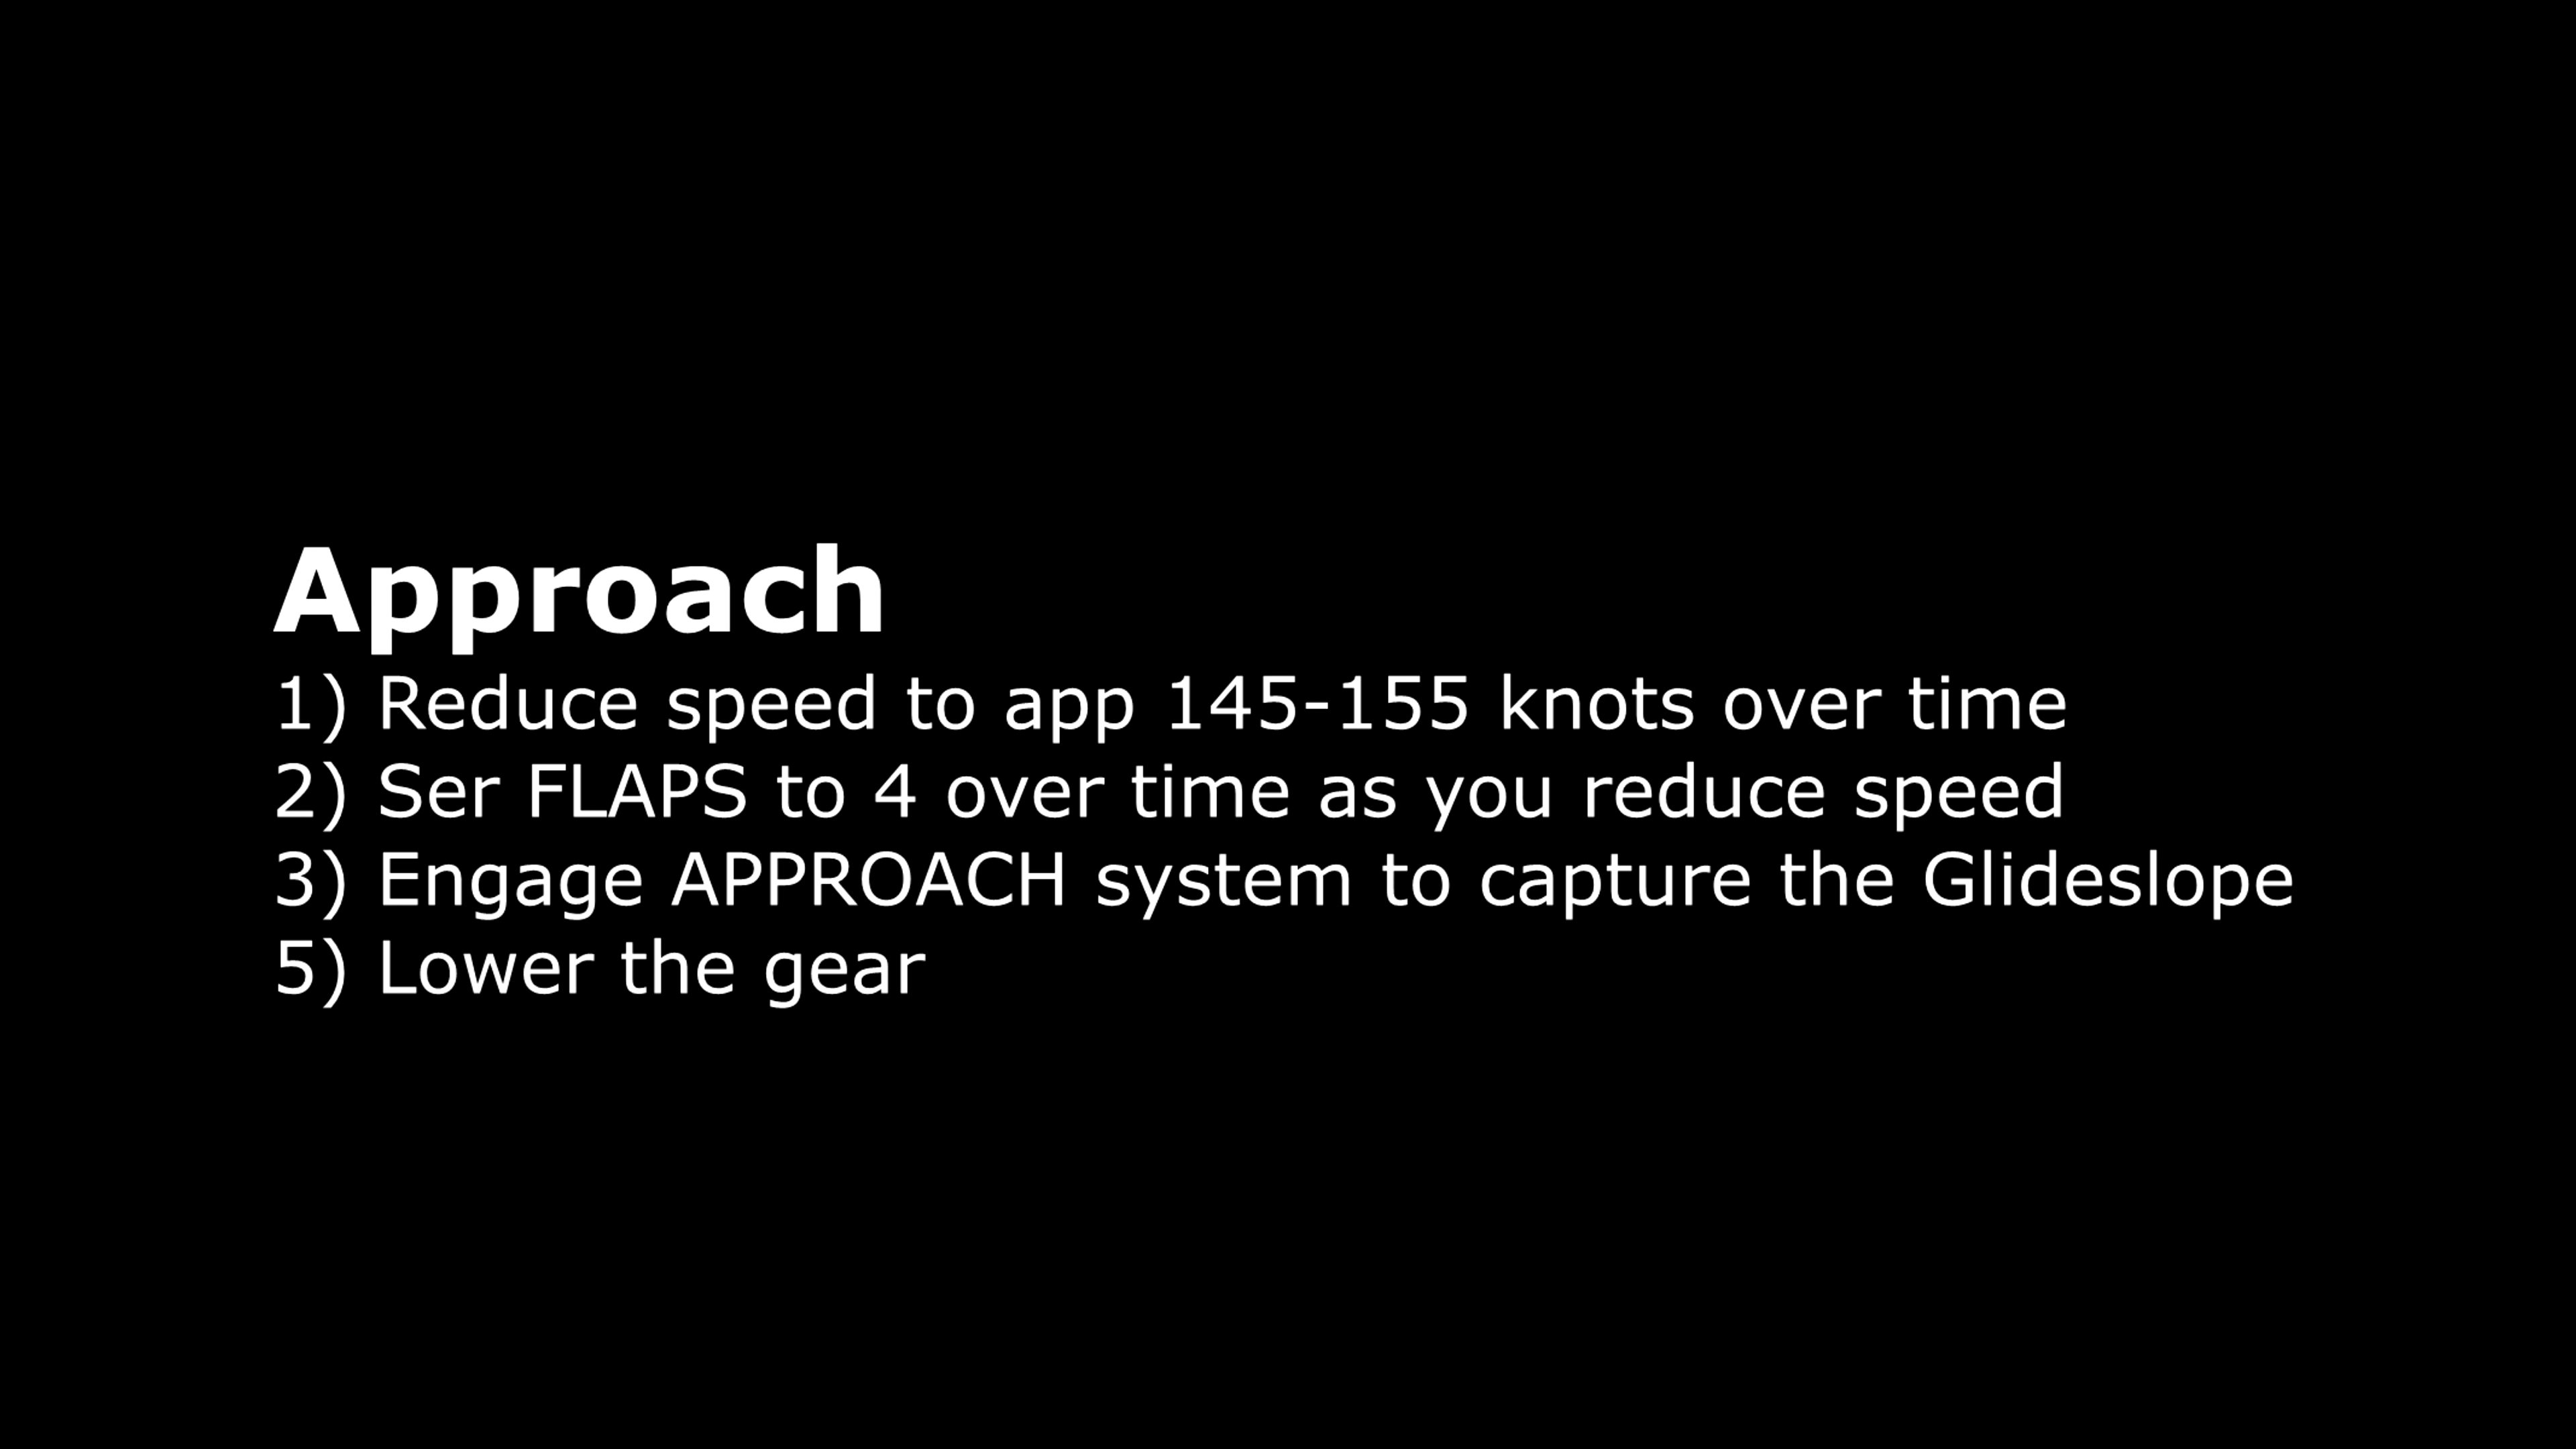 Approach
1) Reduce speed to app 145-155 knots over time
2) Ser FLAPS to 4 over time as you reduce speed
3) Engage APPROACH system to capture the Glideslope
5) Lower the gear